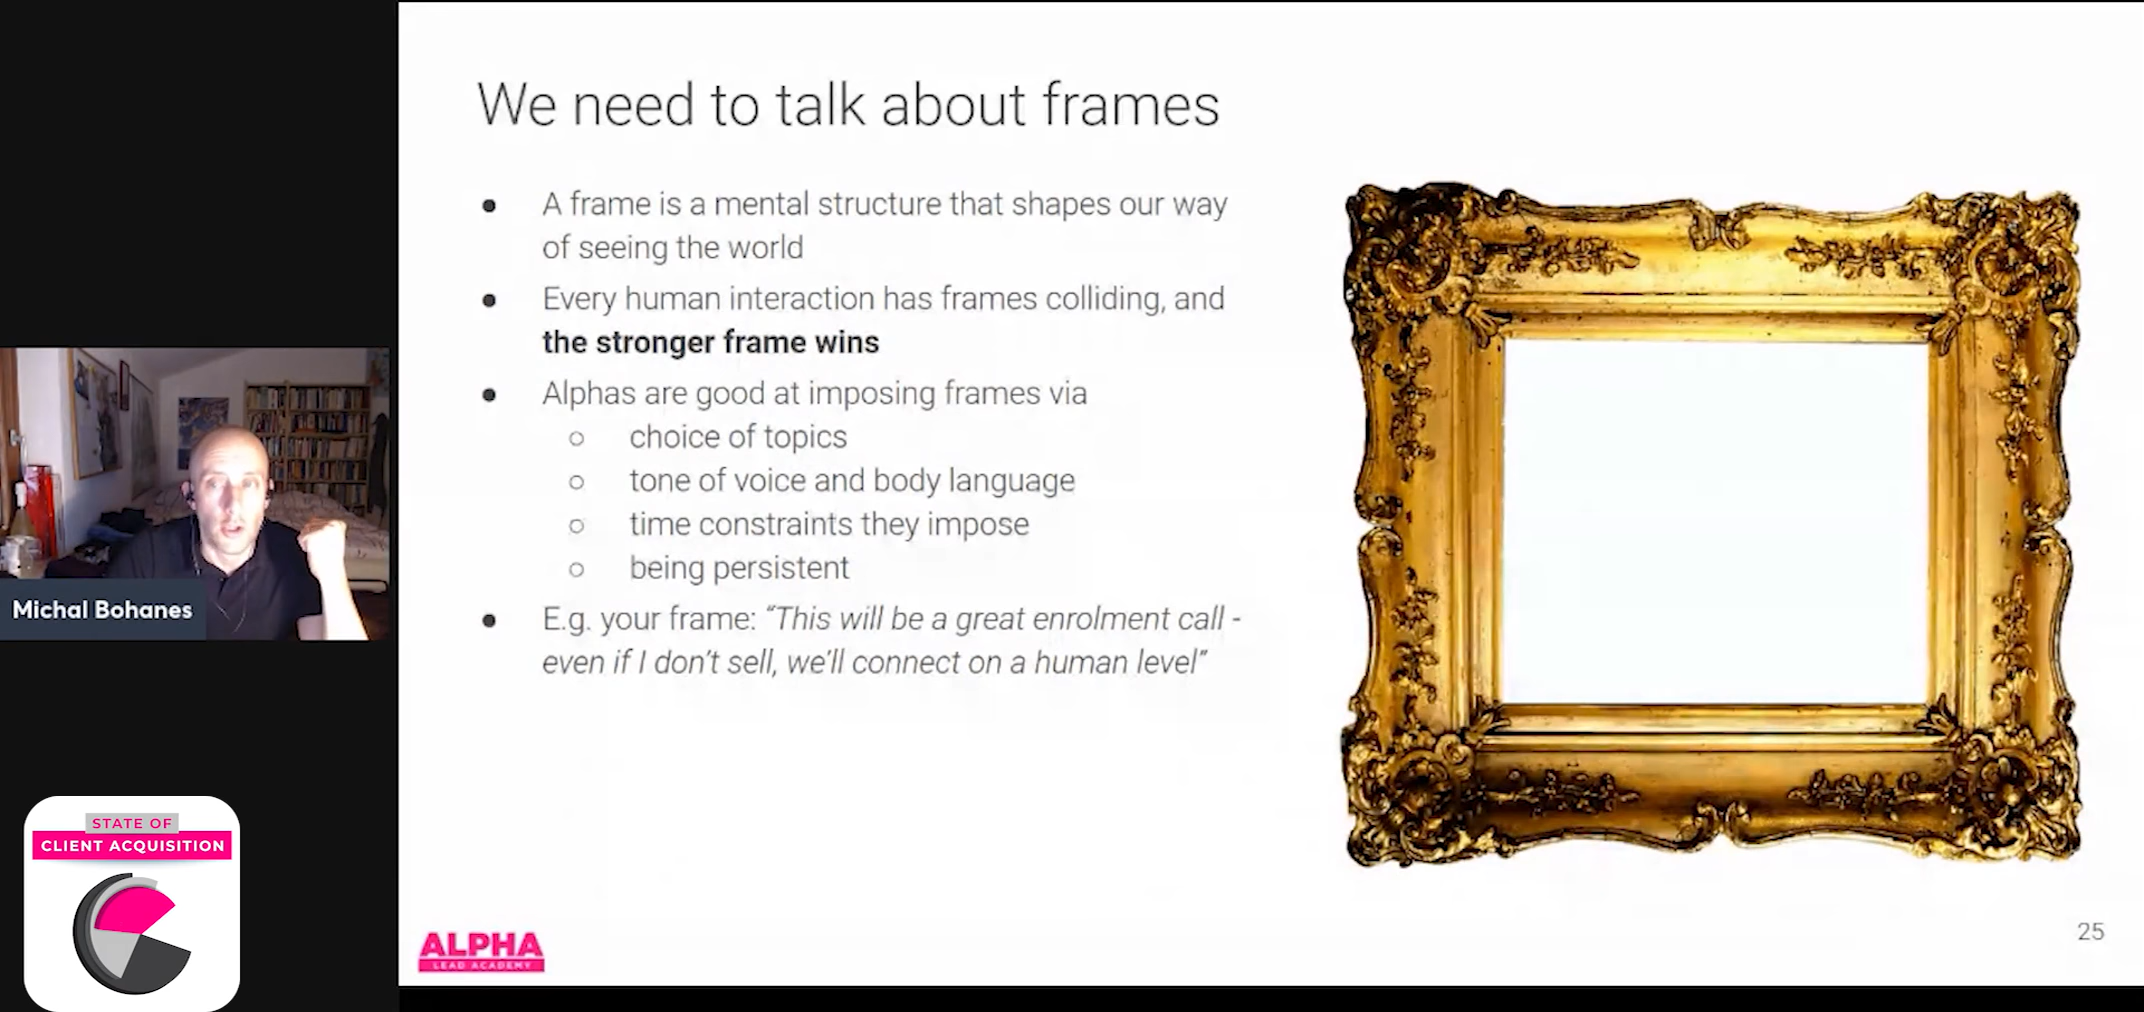 We need to talk about frames
● A frame is a mental structure that shapes our way
of seeing the world
● Every human interaction has frames colliding, and
the stronger frame wins
● Alphas are good at imposing frames via
○ choice of topics
○ tone of voice and body language
○ time constraints they impose
○ being persistent
● E.g. your frame: “This will be a great enrolment call -
even if I don't sell, we'll connect on a human level”
Michal Bohanes
STATE OF
CLIENT ACQUISITION
ALPHA
LEAD ACADEMY
25